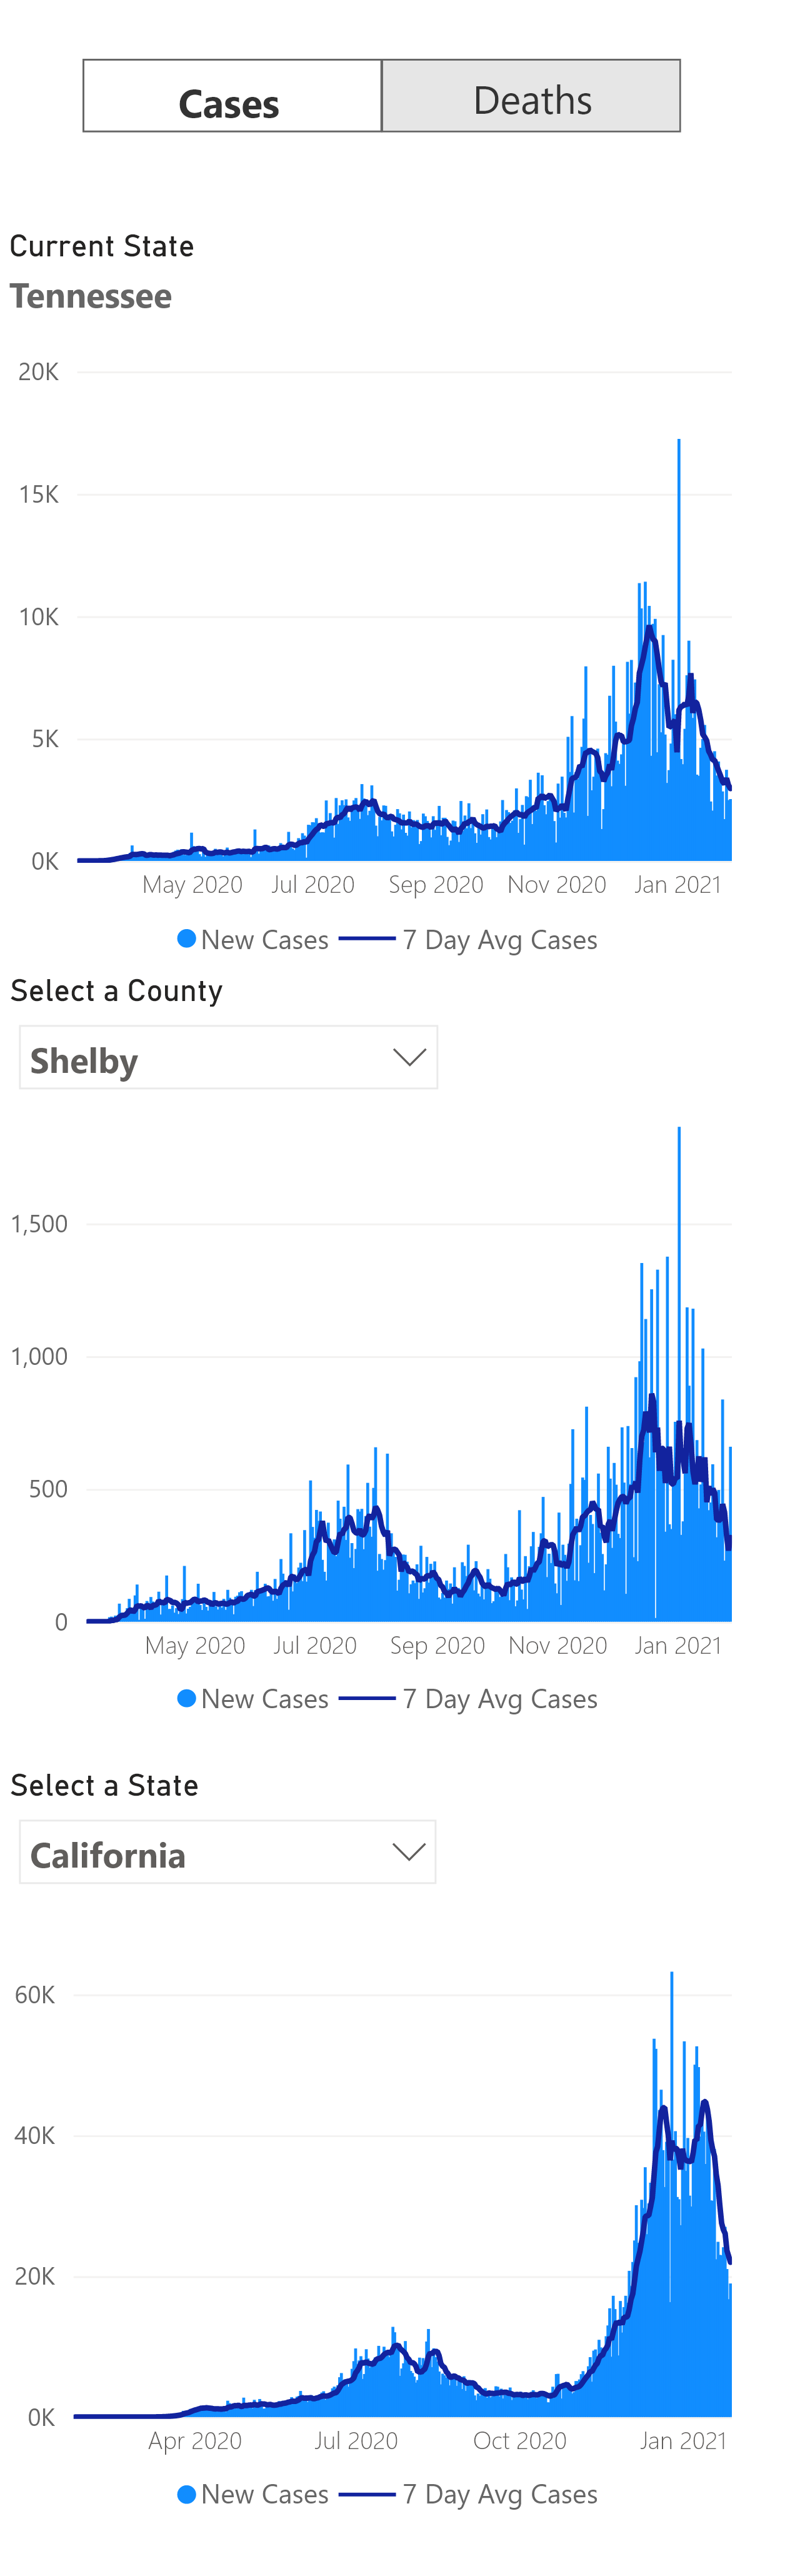 Cases Deaths
Current State
Tennessee
20K
15K
10K
5K
0K
May 2020 Jul 2020 Sep 2020 Nov 2020 Jan 2021
New Cases 7 Day Avg Cases
Select a County
Shelby
1,500
1,000
500
0
May 2020 Jul 2020 Sep 2020 Nov 2020 Jan 2021
New Cases 7 Day Avg Cases
Select a State
California
60K
40K
20K
0K
Apr 2020 Jul 2020 Oct 2020 Jan 2021
New Cases 7 Day Avg Cases